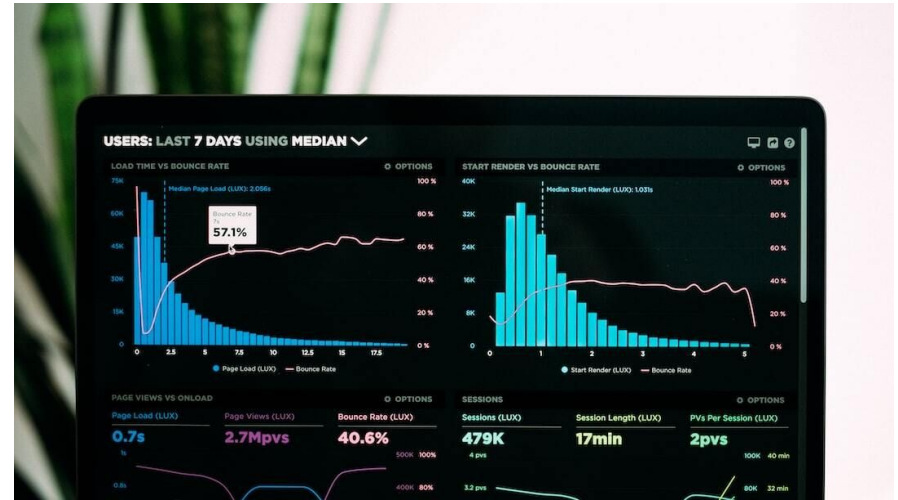 USERS: LAST 7 DAYS USING MEDIAN
LOAD TIME VS BOUNCE RATE
OPTIONS
75K
100 %
Median Page Load (LUX): 2.056s
60K
80 %
Bounce Rate
7s
57.1%
45K
60 %
30K
40 %
15K
20 %
0
0 %
0 2.5 5 7.5 10 12.5 15 17.5
Page Load (LUX) Bounce Rate
START RENDER VS BOUNCE RATE
OPTIONS
40K
100 %
Median Start Render (LUX): 1.031s
32K
80 %
24K
60 %
16K
40 %
8K
20 %
0
0 %
0 1 2 3 4 5
Start Render (LUX) Bounce Rate
PAGE VIEWS VS ONLOAD
OPTIONS
Page Load (LUX) Page Views (LUX) Bounce Rate (LUX)
0.7s 2.7Mpvs 40.6%
1s
500K 100%
0.8s
400K 80%
SESSIONS
OPTIONS
Sessions (LUX) Session Length (LUX) PVs Per Session (LUX)
479K 17min 2pvs
4 pvs
100K 40 min
3.2 pvs
80K 32 min